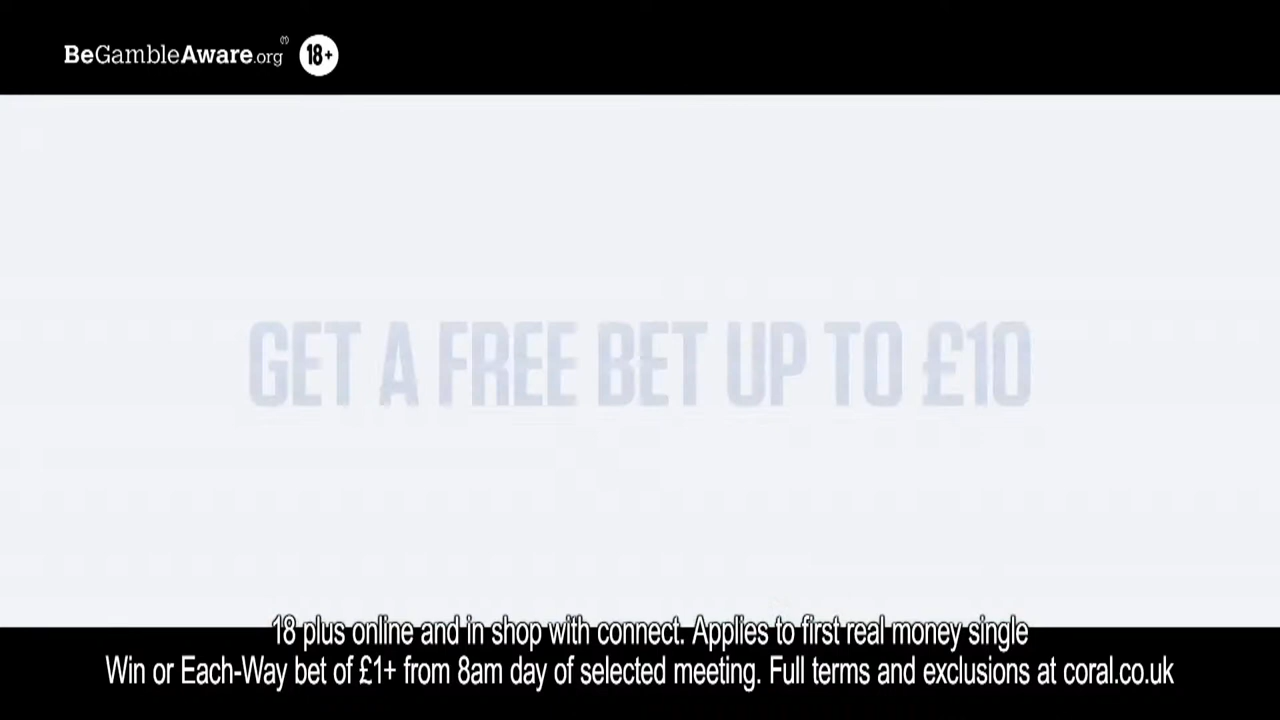 BeGambleAware.org 18+
GET A FREE BET UP TO £10
18 plus online and in shop with connect. Applies to first real money single
Win or Each-Way bet of £1+ from 8am day of selected meeting. Full terms and exclusions at coral.co.uk